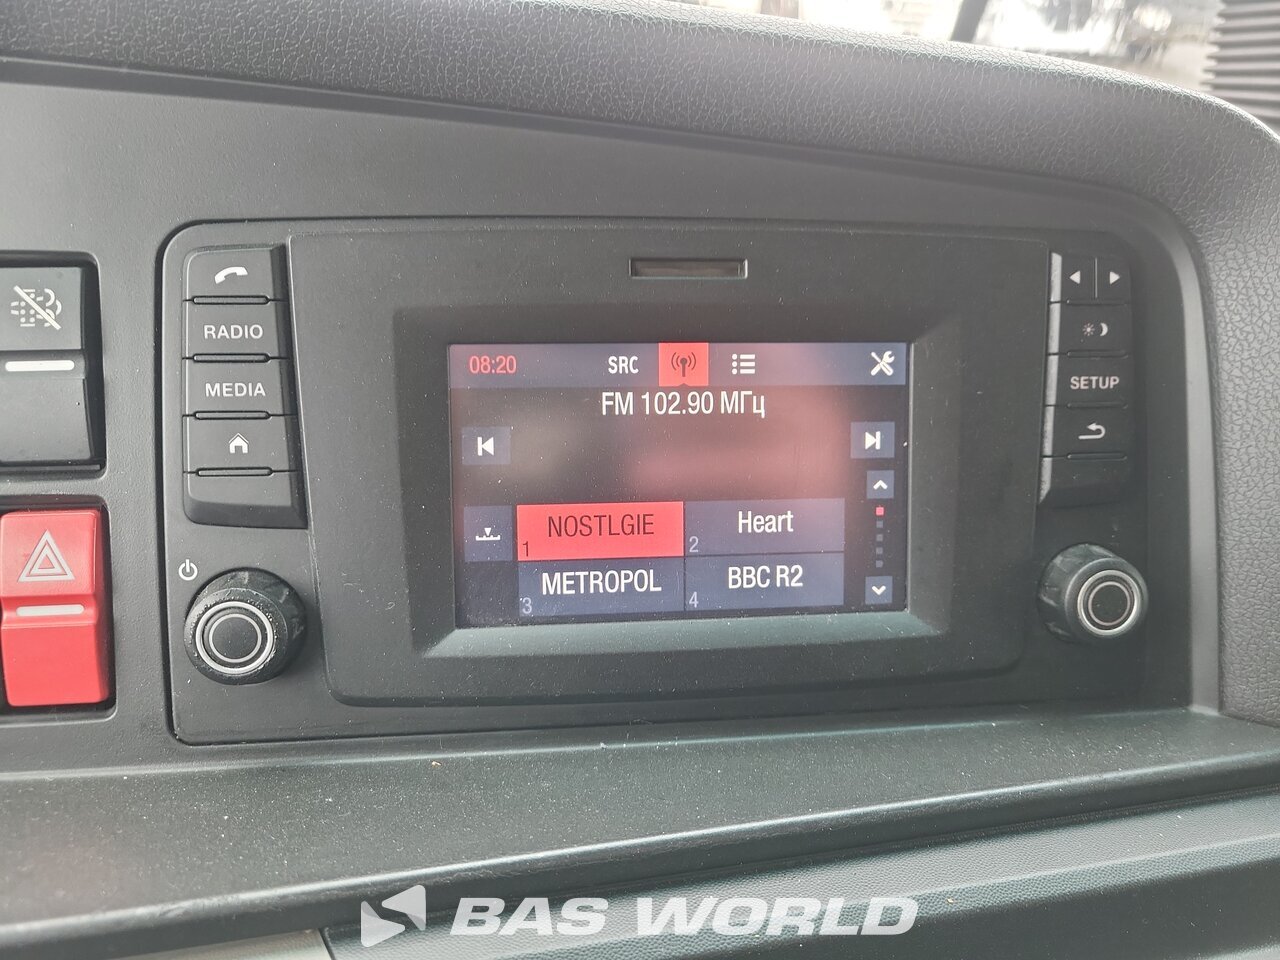 RADIO
MEDIA
SETUP
08:20
SRC
FM 102.90 МГц
NOSTLGIE
1
Heart
2
METROPOL
3
BBC R2
4
BAS WORLD